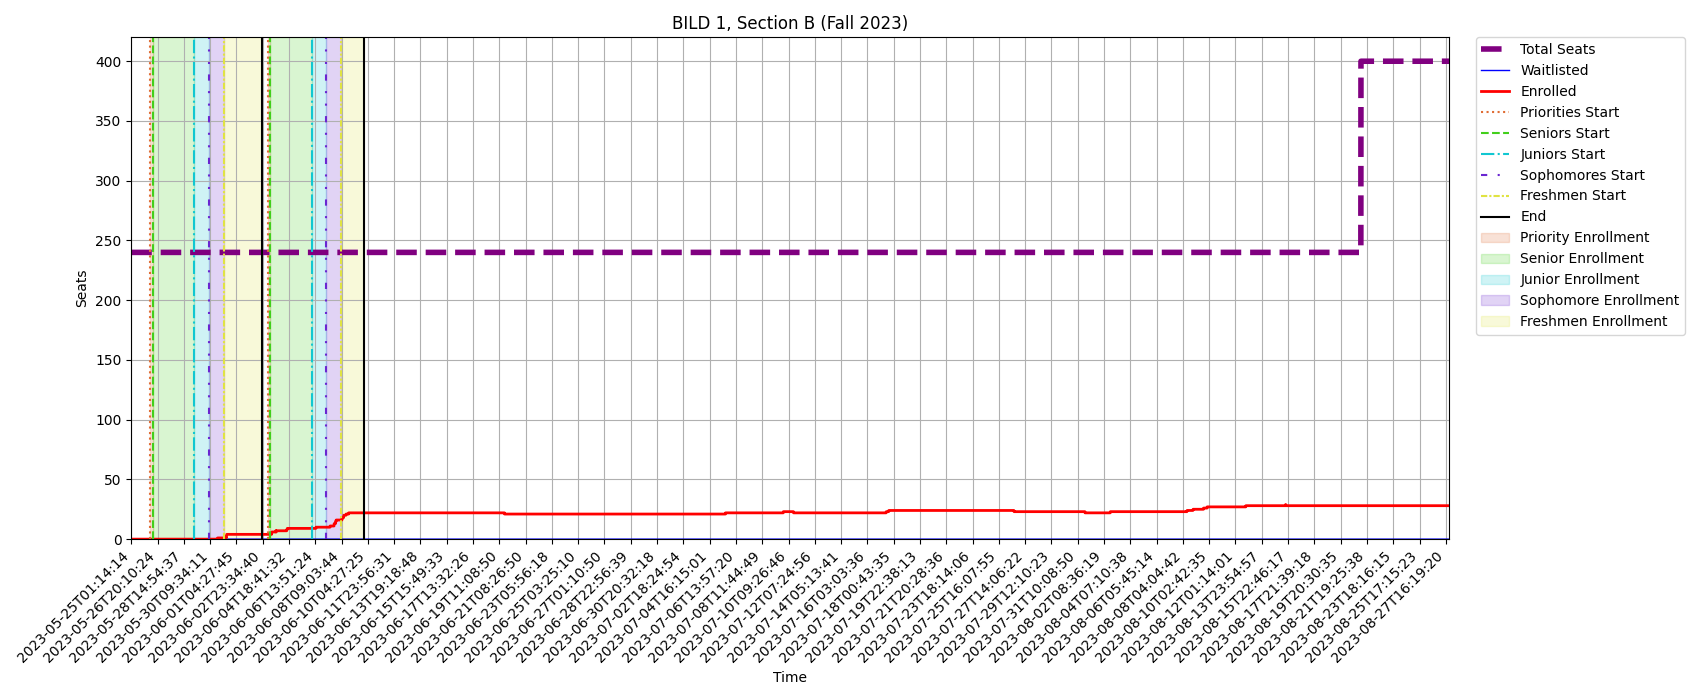 BILD 1, Section B (Fall 2023)
400
350
300
250
200
150
100
50
0
Seats
2023-05-25T01:14:14
2023-05-26T20:10:24
2023-05-28T14:54:37
2023-05-30T09:34:11
2023-06-01T04:27:45
2023-06-02T23:34:40
2023-06-04T18:41:32
2023-06-06T13:51:24
2023-06-08T09:03:44
2023-06-10T04:27:25
2023-06-11T23:56:31
2023-06-13T19:18:48
2023-06-15T15:49:33
2023-06-17T13:32:26
2023-06-19T11:08:50
2023-06-21T08:26:50
2023-06-23T05:56:18
2023-06-25T03:25:10
2023-06-27T01:10:50
2023-06-28T22:56:39
2023-06-30T20:32:18
2023-07-02T18:24:54
2023-07-04T16:15:01
2023-07-06T13:57:20
2023-07-08T11:44:49
2023-07-10T09:26:46
2023-07-12T07:24:56
2023-07-14T05:13:41
2023-07-16T03:03:36
2023-07-18T00:43:35
2023-07-19T22:38:13
2023-07-21T20:28:36
2023-07-23T18:14:06
2023-07-25T16:07:55
2023-07-27T14:06:22
2023-07-29T12:10:23
2023-07-31T10:08:50
2023-08-02T08:36:19
2023-08-04T07:10:38
2023-08-06T05:45:14
2023-08-08T04:04:42
2023-08-10T02:42:35
2023-08-12T01:14:01
2023-08-13T23:54:57
2023-08-15T22:46:17
2023-08-17T21:39:18
2023-08-19T20:30:35
2023-08-21T19:25:38
2023-08-23T18:16:15
2023-08-25T17:15:23
2023-08-27T16:19:20
Time
Total Seats
Waitlisted
Enrolled
Priorities Start
Seniors Start
Juniors Start
Sophomores Start
Freshmen Start
End
Priority Enrollment
Senior Enrollment
Junior Enrollment
Sophomore Enrollment
Freshmen Enrollment